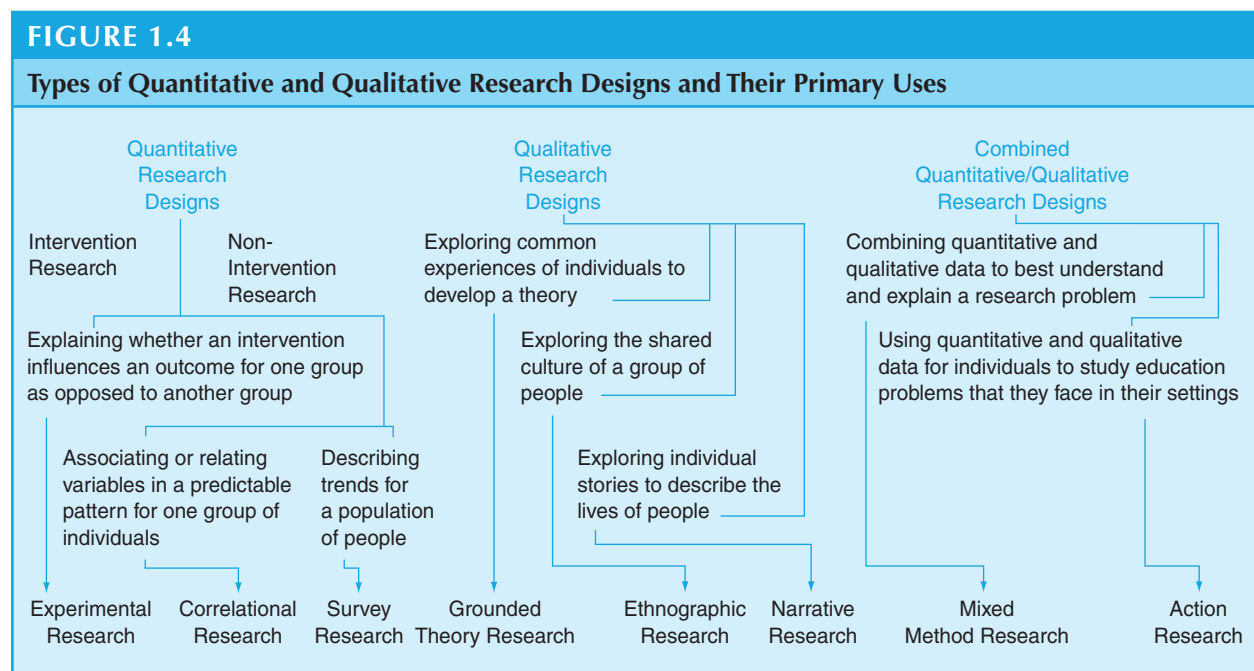 FIGURE 1.4
Types of Quantitative and Qualitative Research Designs and Their Primary Uses
Quantitative
Research
Designs
Intervention
Research
Non-
Intervention
Research
Explaining whether an intervention
influences an outcome for one group
as opposed to another group
Associating or relating
variables in a predictable
pattern for one group of
individuals
Describing
trends for
a population
of people
Experimental
Research
Correlational
Research
Survey
Research
Qualitative
Research
Designs
Exploring common
experiences of individuals to
develop a theory
Exploring the shared
culture of a group of
people
Exploring individual
stories to describe the
lives of people
Grounded
Theory Research
Ethnographic
Research
Narrative
Research
Combined
Quantitative/Qualitative
Research Designs
Combining quantitative and
qualitative data to best understand
and explain a research problem
Using quantitative and qualitative
data for individuals to study education
problems that they face in their settings
Mixed
Method Research
Action
Research